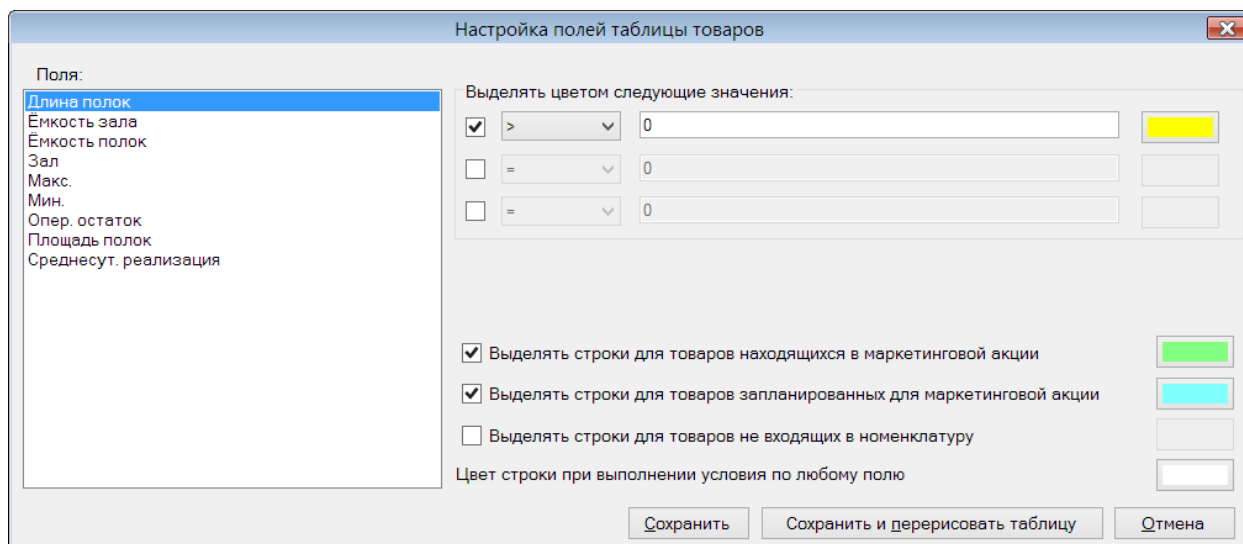 Настройка полей таблицы товаров
Поля:
Длина полок
Ёмкость зала
Ёмкость полок
Зал
Макс.
Мин.
Опер. остаток
Площадь полок
Среднесут. реализация
Выделять цветом следующие значения:
> 0
= 0
= 0
Выделять строки для товаров находящихся в маркетинговой акции
Выделять строки для товаров запланированных для маркетинговой акции
Выделять строки для товаров не входящих в номенклатуру
Цвет строки при выполнении условия по любому полю
Сохранить Сохранить и перерисовать таблицу Отмена